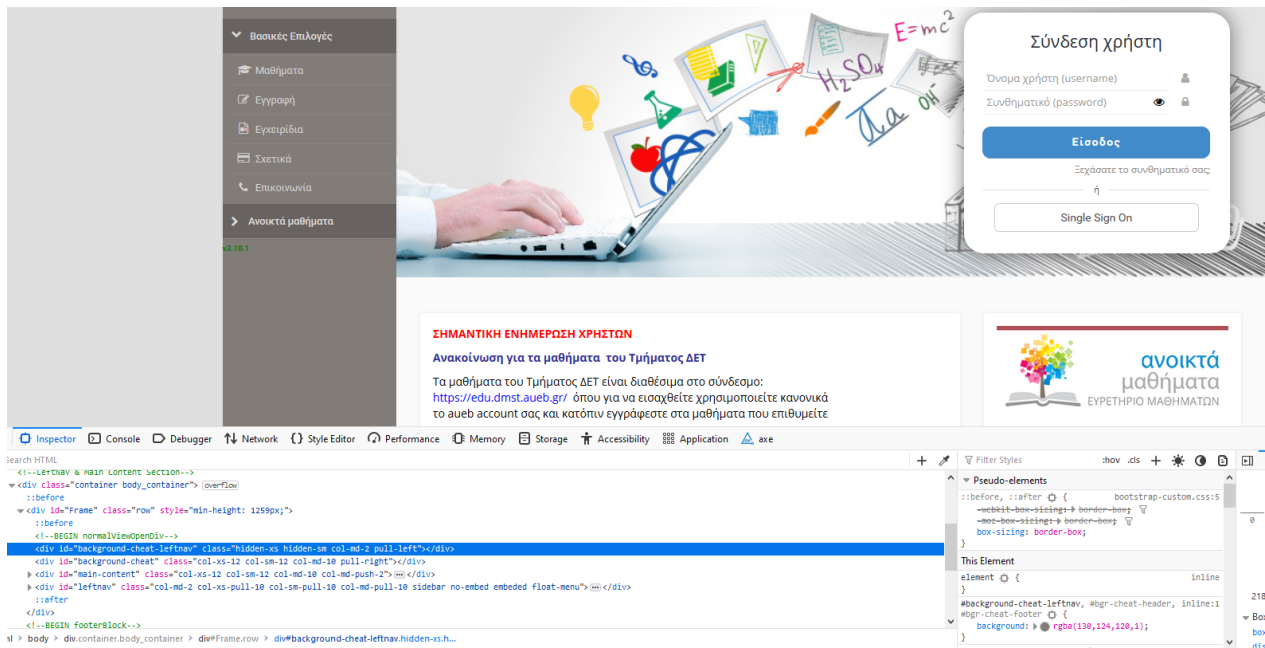 Βασικές Επιλογές
Μαθήματα
Εγγραφή
Εγχειρίδια
Σχετικά
Επικοινωνία
Ανοικτά μαθήματα
v3.10.1
E=mc²
H₂SO₄
OH
Aa
Σύνδεση χρήστη
Όνομα χρήστη (username)
Συνθηματικό (password)
Είσοδος
Ξεχάσατε το συνθηματικό σας;
ή
Single Sign On
ΣΗΜΑΝΤΙΚΗ ΕΝΗΜΕΡΩΣΗ ΧΡΗΣΤΩΝ
Ανακοίνωση για τα μαθήματα του Τμήματος ΔΕΤ
Τα μαθήματα του Τμήματος ΔΕΤ είναι διαθέσιμα στο σύνδεσμο:
https://edu.dmst.aueb.gr/ όπου για να εισαχθείτε χρησιμοποιείτε κανονικά
το aueb account σας και κατόπιν εγγράφεστε στα μαθήματα που επιθυμείτε
ανοικτά
μαθήματα
ΕΥΡΕΤΗΡΙΟ ΜΑΘΗΜΑΤΩΝ
Inspector Console Debugger Network {} Style Editor Performance Memory Storage Accessibility Application axe
Search HTML
<!--LeftNav & Main Content Section-->
<div class="container body_container"> overflow
::before
<div id="Frame" class="row" style="min-height: 1259px;">
::before
<!--BEGIN normalViewOpenDiv-->
<div id="background-cheat-leftnav" class="hidden-xs hidden-sm col-md-2 pull-left"></div>
<div id="background-cheat" class="col-xs-12 col-sm-12 col-md-10 pull-right"></div>
<div id="main-content" class="col-xs-12 col-sm-12 col-md-10 col-md-push-2"></div>
<div id="leftnav" class="col-md-2 col-xs-pull-10 col-sm-pull-10 col-md-pull-10 sidebar no-embed embeded float-menu"></div>
::after
</div>
<!--BEGIN footerBlock-->
body > div.container.body_container > div#Frame.row > div#background-cheat-leftnav.hidden-xs.h...
Filter Styles :hov .cls +
Pseudo-elements
::before, ::after { bootstrap-custom.css:5
-webkit-box-sizing: border-box;
-moz-box-sizing: border-box;
box-sizing: border-box;
}
This Element
element { inline
}
#background-cheat-leftnav, #bgr-cheat-header, inline:1
#bgr-cheat-footer {
background: rgba(130,124,120,1);
}
0
218
Bo
box
dis